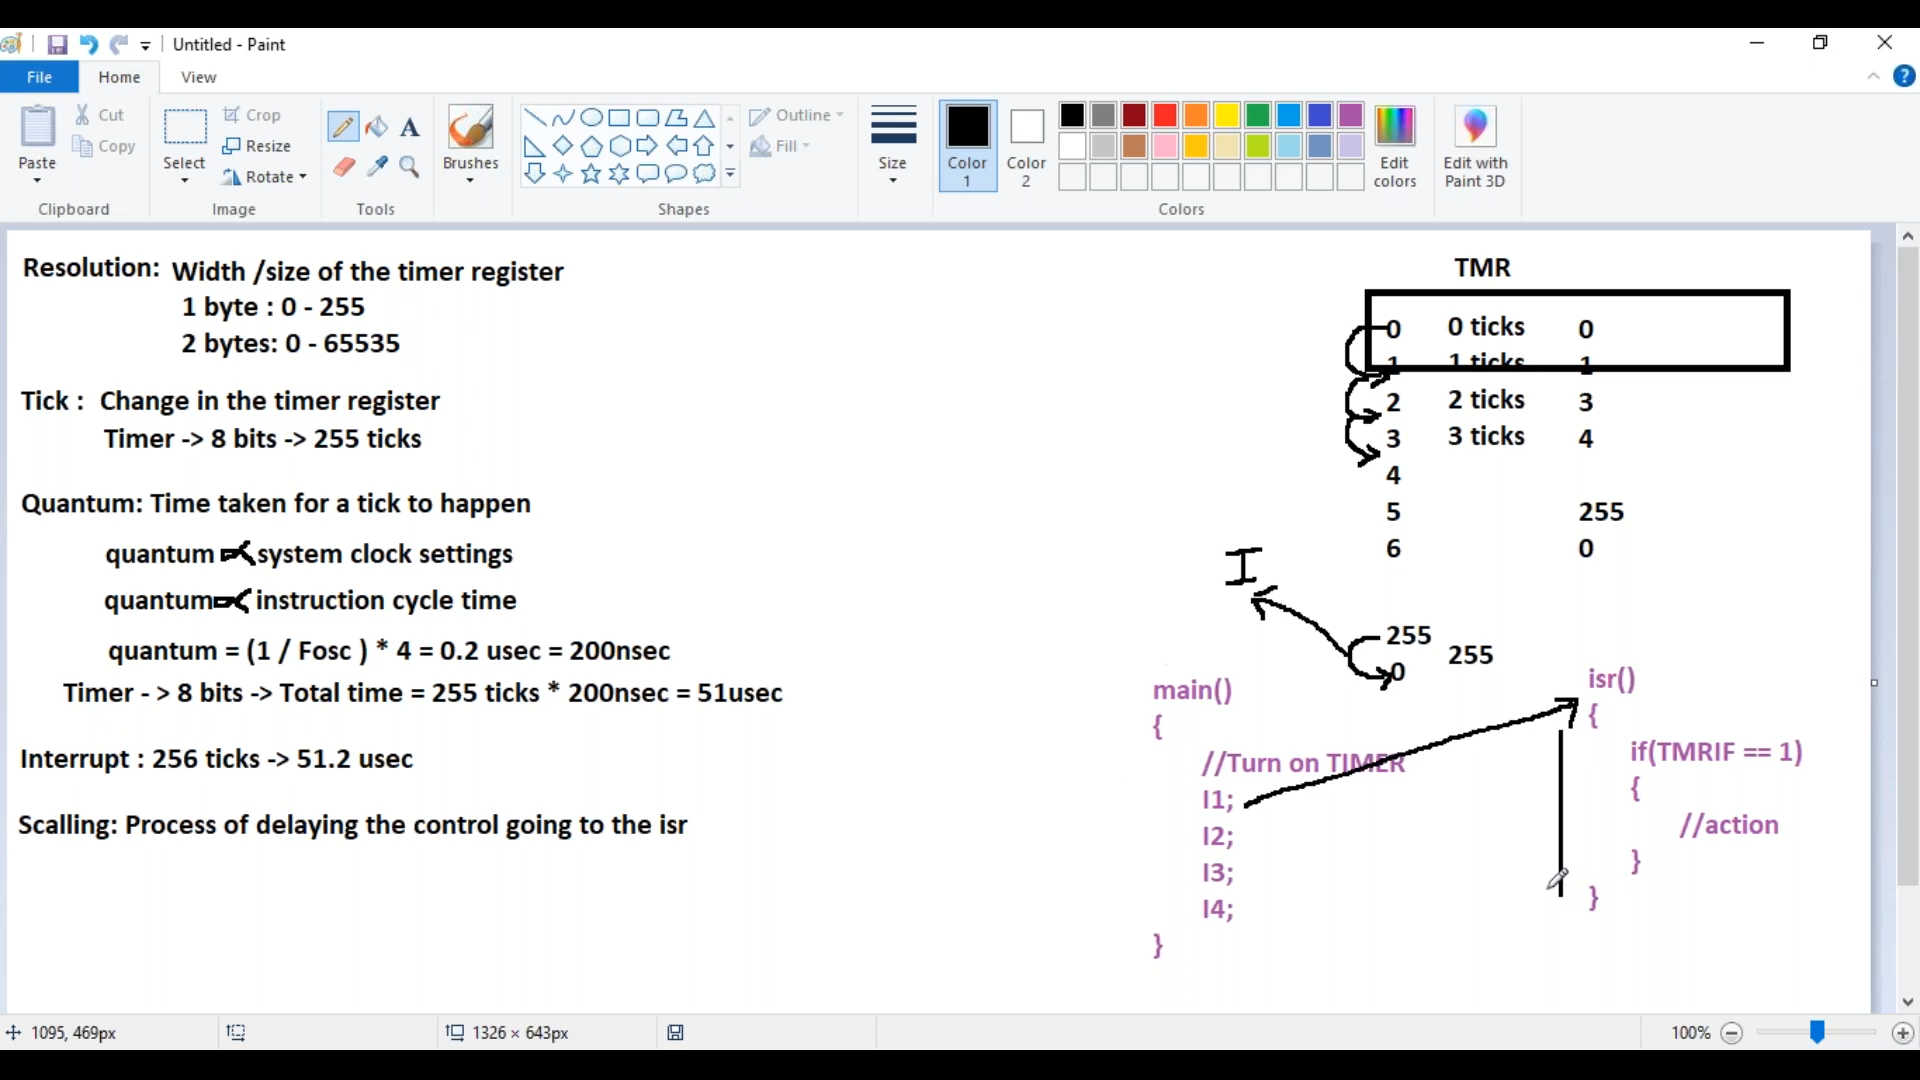 Untitled - Paint
File Home View
Cut
Copy
Paste
Clipboard
Select
Crop
Resize
Rotate
Image
Tools
Brushes
Shapes
Outline
Fill
Size
Color 1
Color 2
Edit colors
Edit with Paint 3D
Colors
Resolution: Width /size of the timer register
1 byte : 0 - 255
2 bytes: 0 - 65535
Tick : Change in the timer register
Timer -> 8 bits -> 255 ticks
Quantum: Time taken for a tick to happen
quantum ∝ system clock settings
quantum ∝ instruction cycle time
quantum = (1 / Fosc ) * 4 = 0.2 usec = 200nsec
Timer - > 8 bits -> Total time = 255 ticks * 200nsec = 51usec
Interrupt : 256 ticks -> 51.2 usec
Scalling: Process of delaying the control going to the isr
TMR
0 0 ticks 0
1 1 ticks 1
2 2 ticks 3
3 3 ticks 4
4
5 255
6 0
I
255
0
255
main()
{
//Turn on TIMER
I1;
I2;
I3;
I4;
}
isr()
{
if(TMRIF == 1)
{
//action
}
}
1095, 469px
1326 × 643px
100%